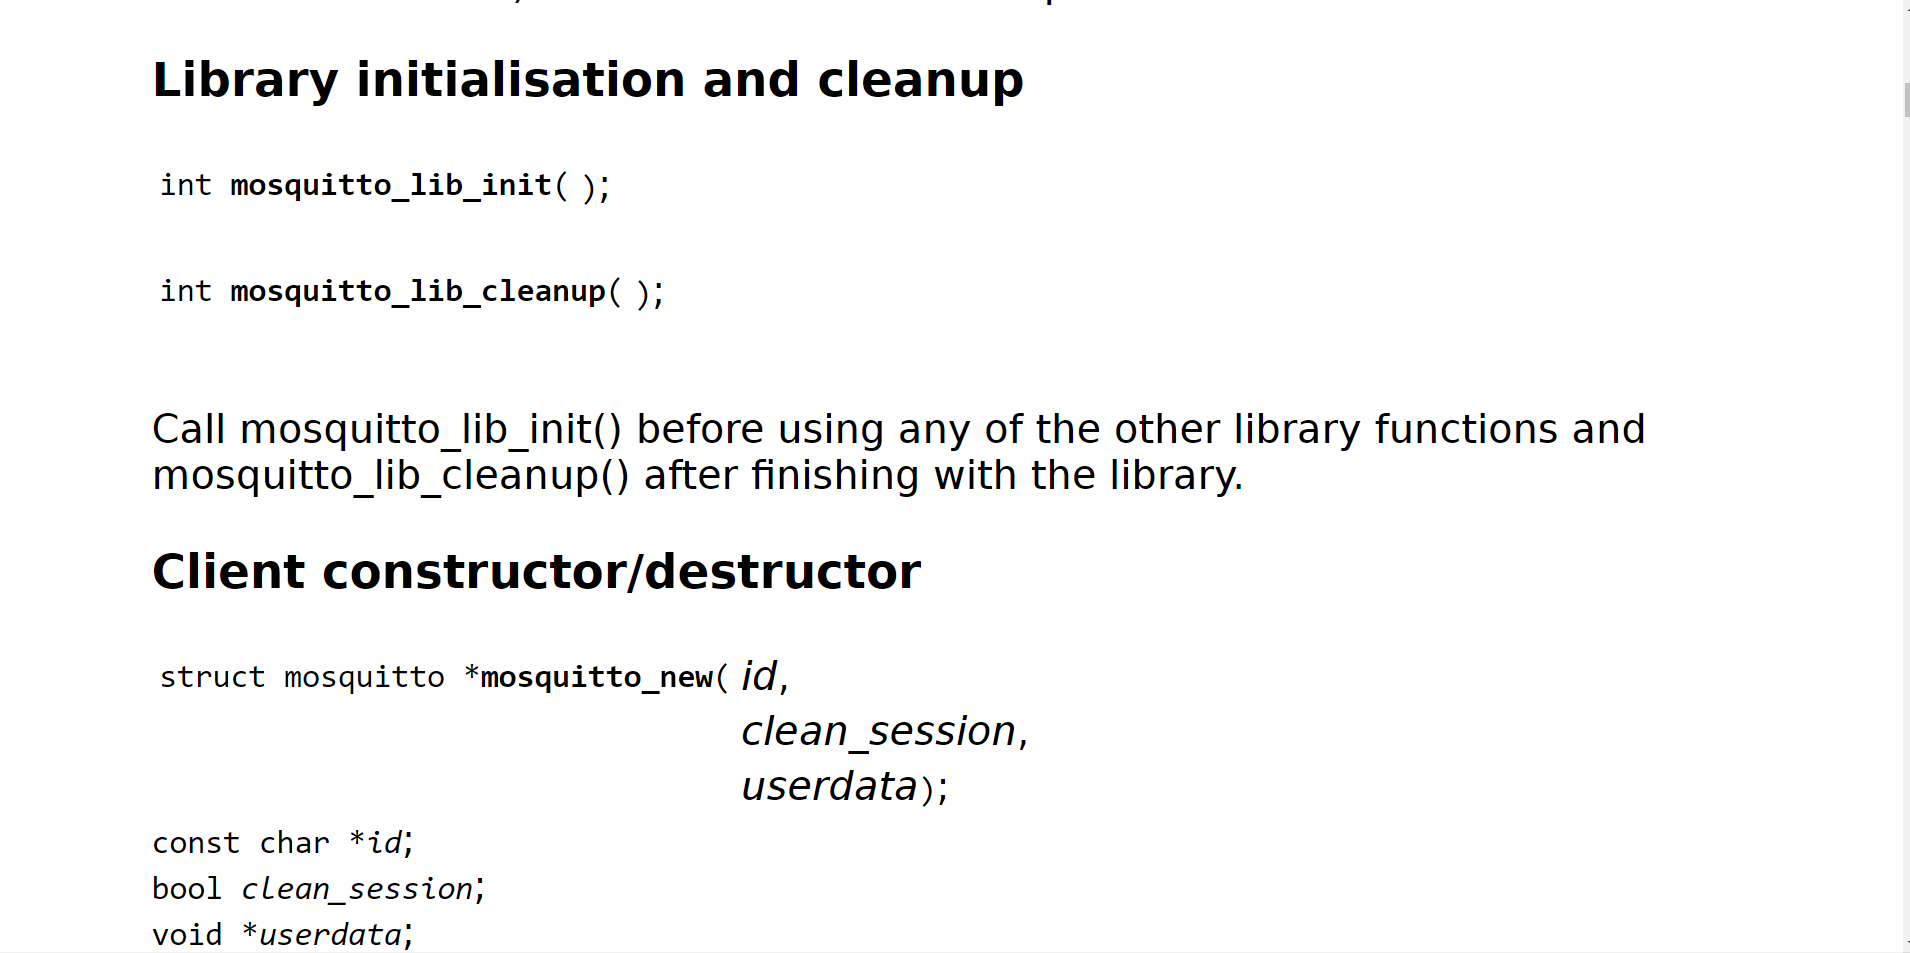 Library initialisation and cleanup
int mosquitto_lib_init( );
int mosquitto_lib_cleanup( );
Call mosquitto_lib_init() before using any of the other library functions and
mosquitto_lib_cleanup() after finishing with the library.
Client constructor/destructor
struct mosquitto *mosquitto_new( id,
clean_session,
userdata);
const char *id;
bool clean_session;
void *userdata;